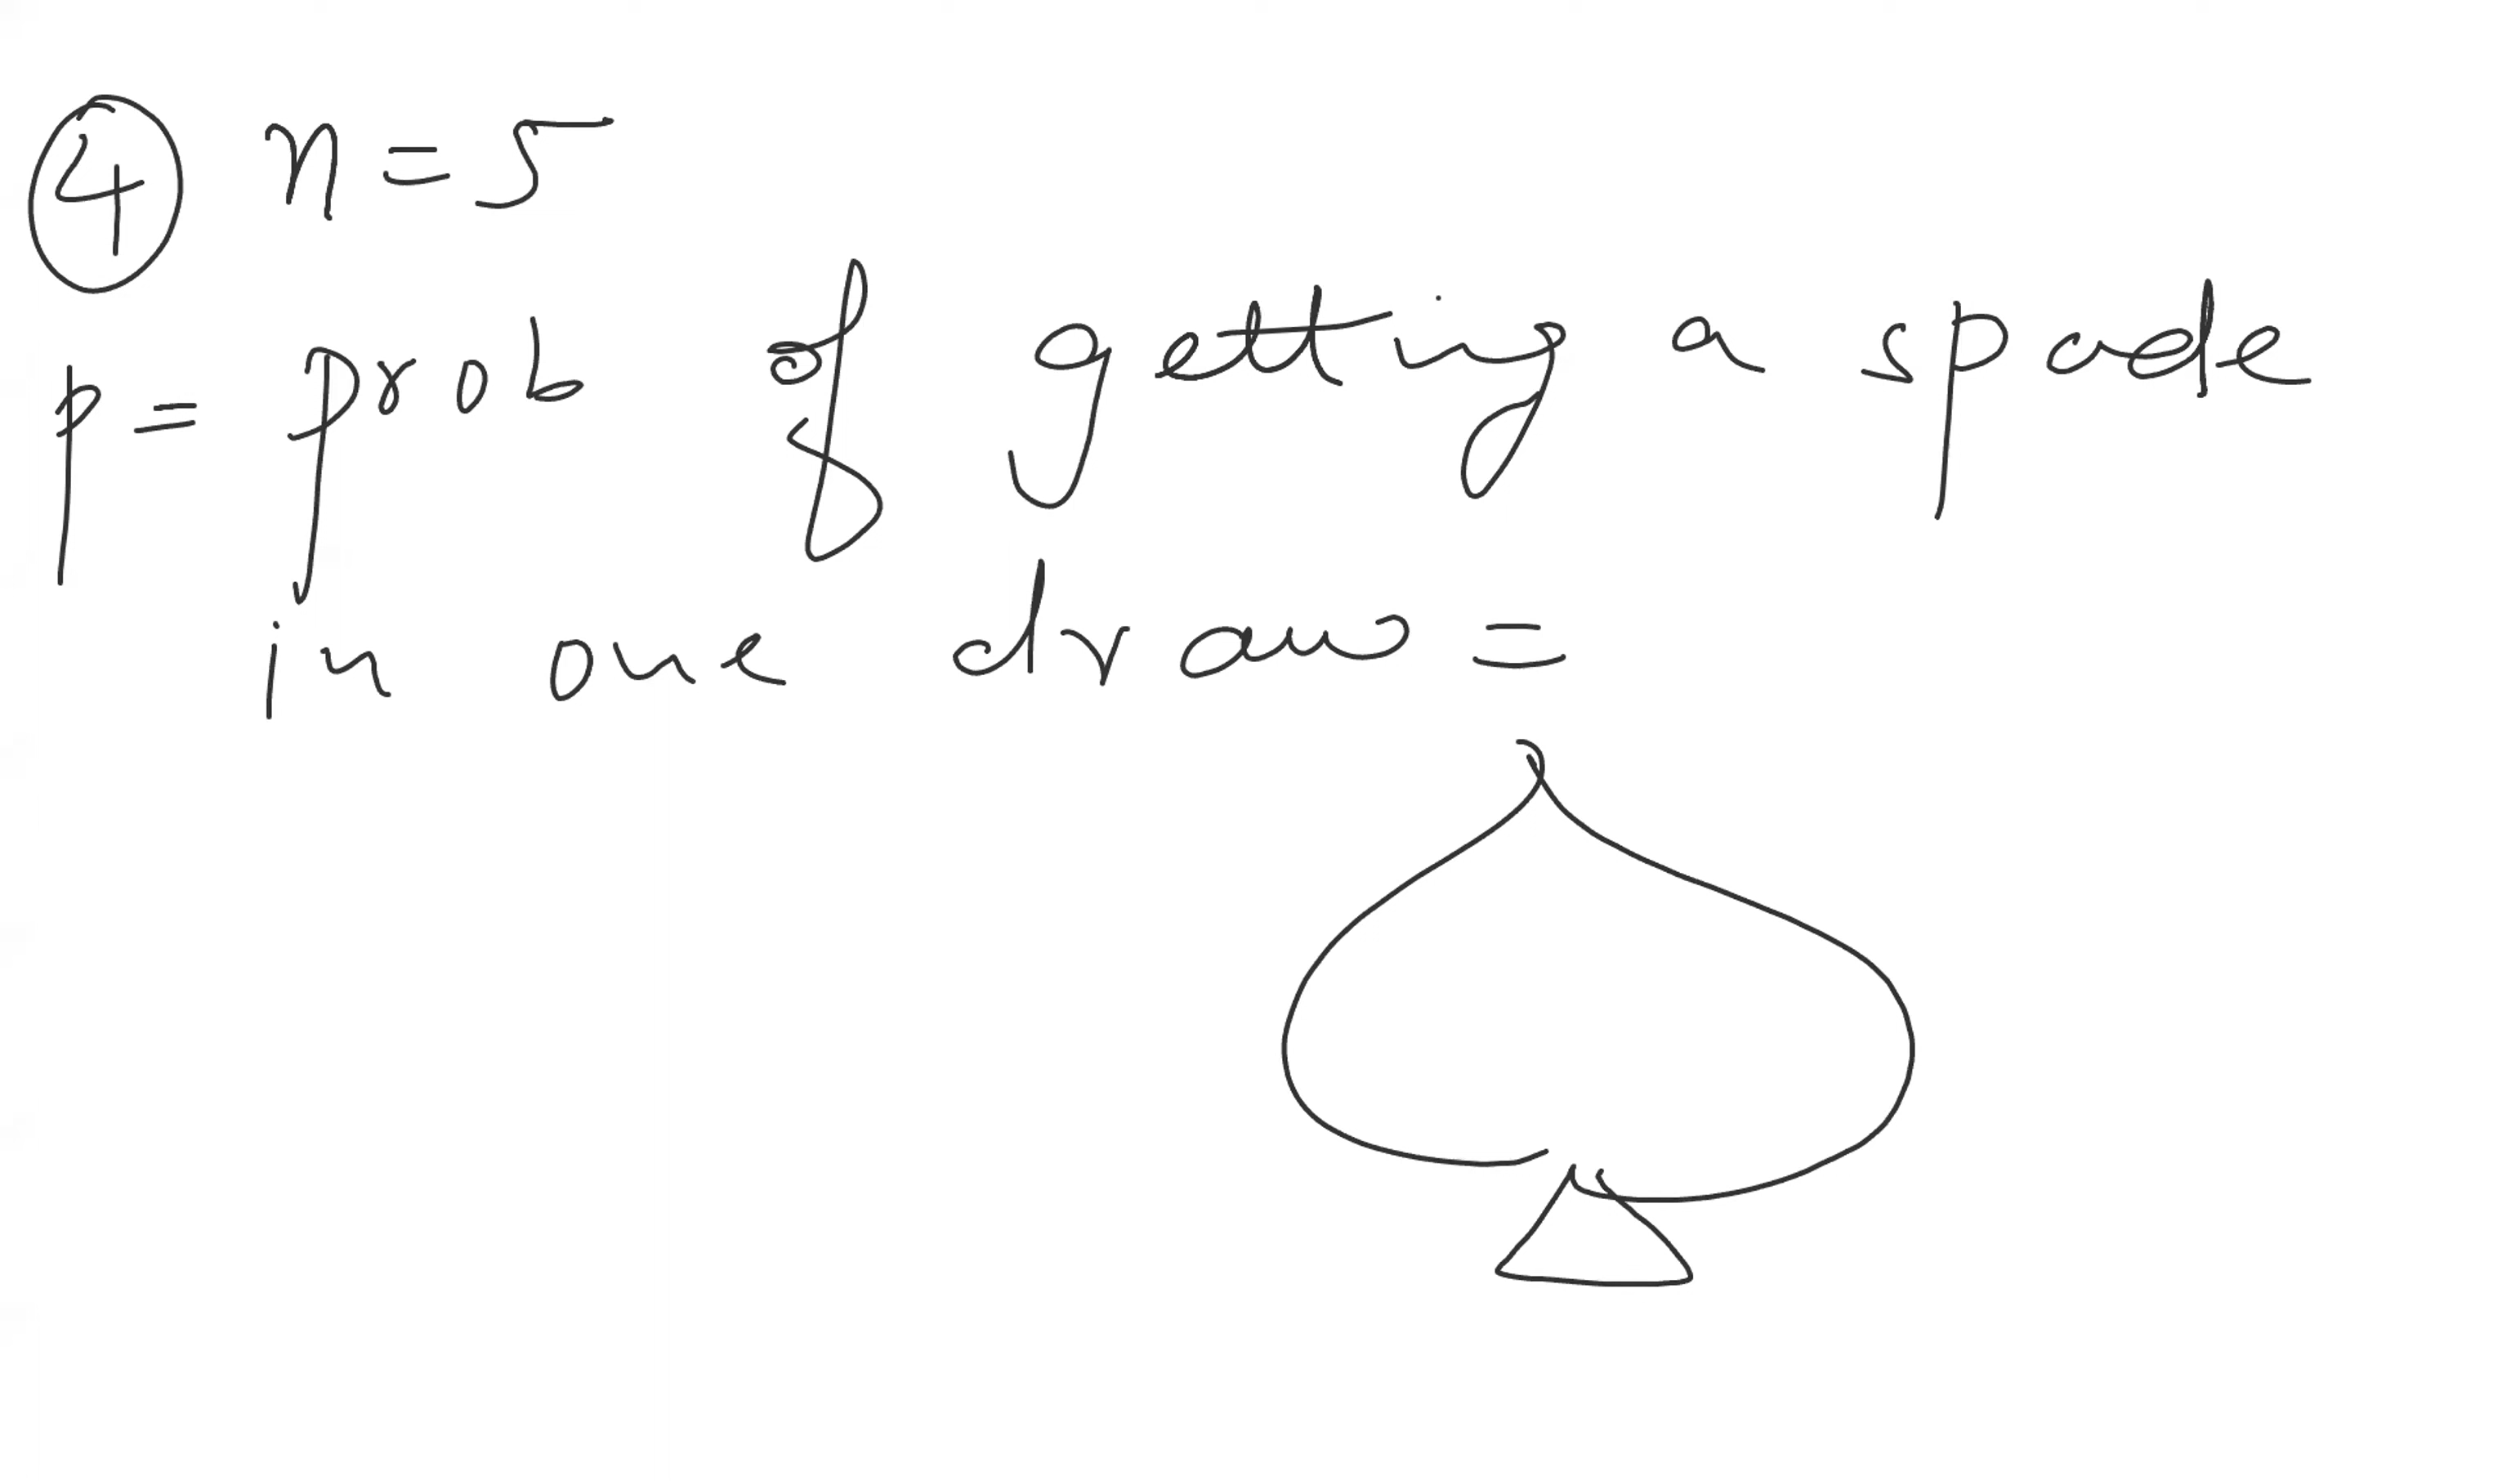 ④ n = 5
p = prob of getting a spade
in one draw =